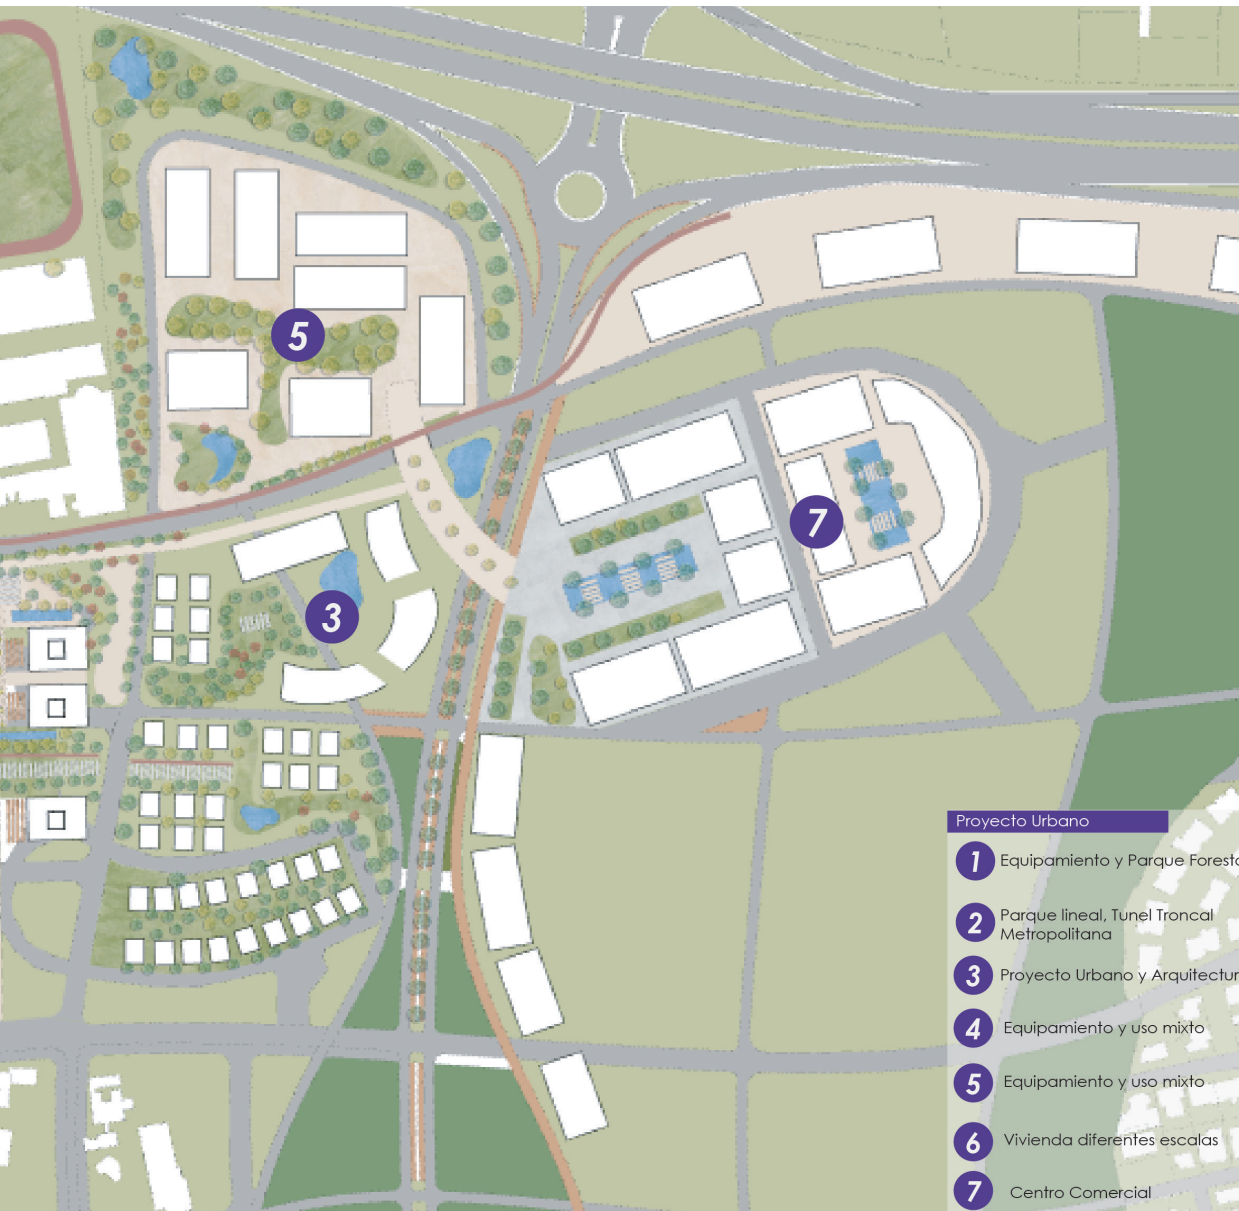 5
7
3
Proyecto Urbano
1 Equipamiento y Parque Foresta
2 Parque lineal, Tunel Troncal
Metropolitana
3 Proyecto Urbano y Arquitectur
4 Equipamiento y uso mixto
5 Equipamiento y uso mixto
6 Vivienda diferentes escalas
7 Centro Comercial